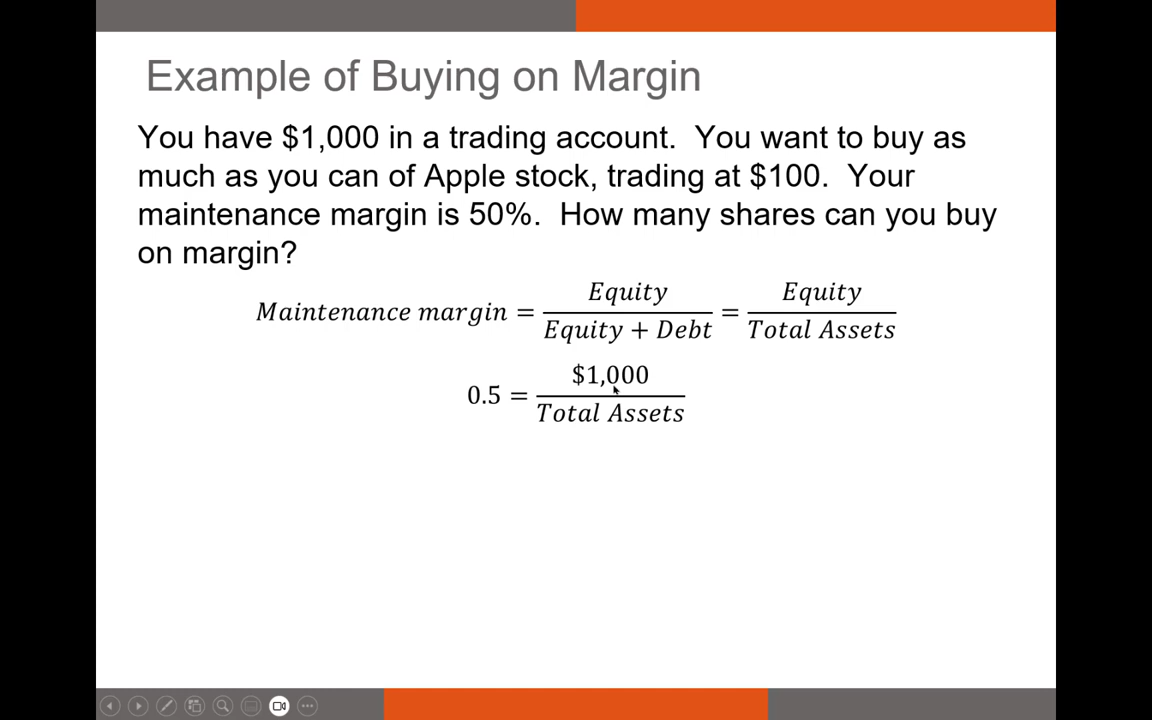 Example of Buying on Margin
You have $1,000 in a trading account.  You want to buy as
much as you can of Apple stock, trading at $100.  Your
maintenance margin is 50%.  How many shares can you buy
on margin?
Maintenance margin = Equity / Equity + Debt = Equity / Total Assets
0.5 = $1,000 / Total Assets